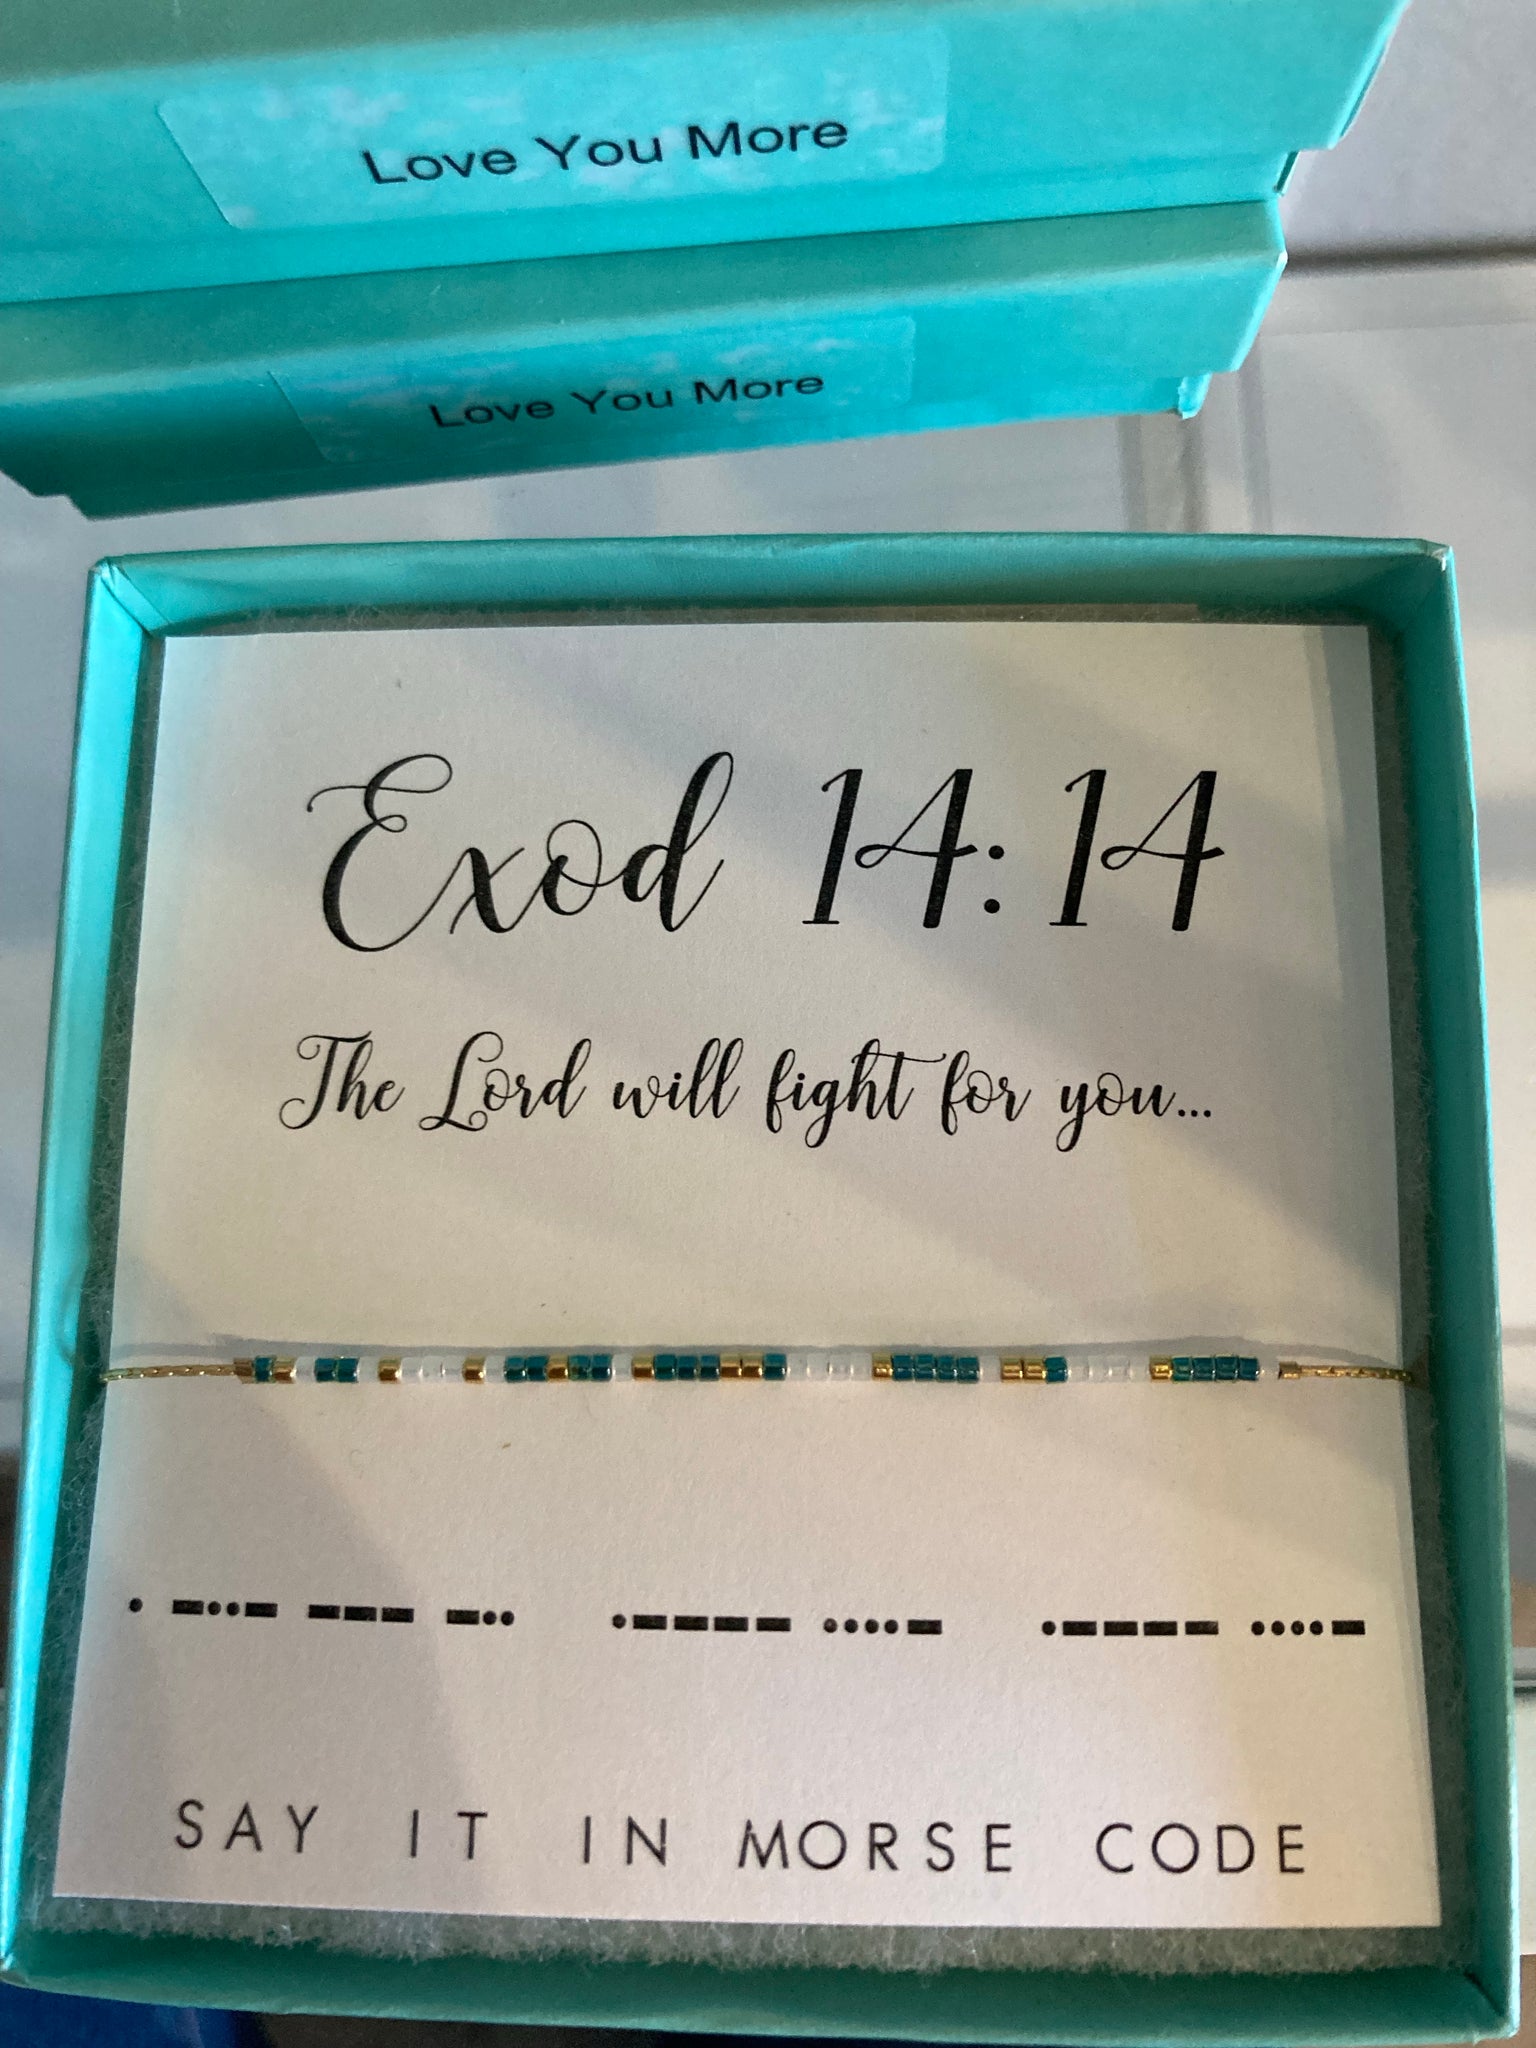 Love You More
Love You More
Exod 14:14
The Lord will fight for you...
. -..- --- -..   .---- ....-   .---- ....-
SAY IT IN MORSE CODE